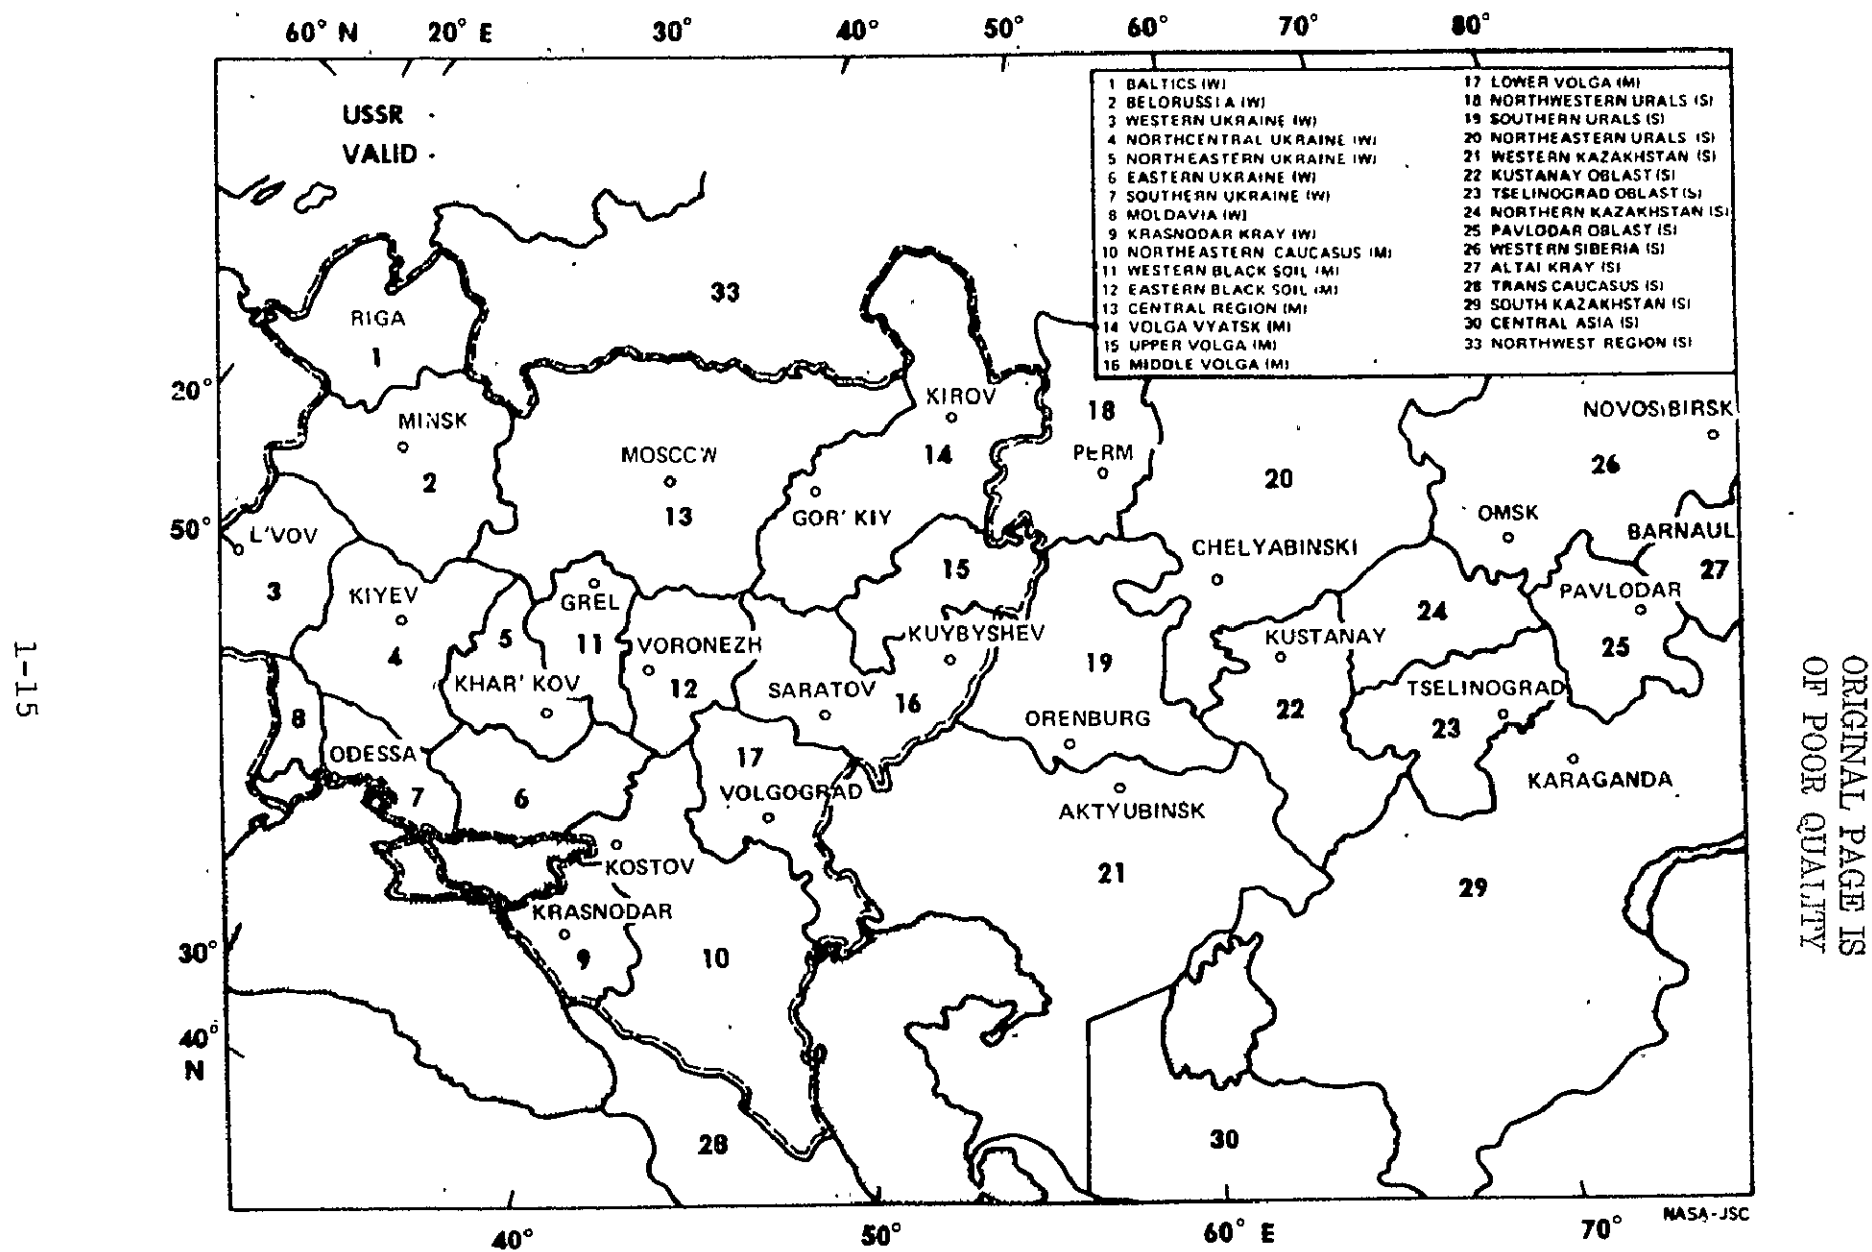 60° N 20° E 30° 40° 50° 60° 70° 80°
USSR
VALID
1 BALTICS (W)
2 BELORUSSIA (W)
3 WESTERN UKRAINE (W)
4 NORTHCENTRAL UKRAINE (W)
5 NORTHEASTERN UKRAINE (W)
6 EASTERN UKRAINE (W)
7 SOUTHERN UKRAINE (W)
8 MOLDAVIA (W)
9 KRASNODAR KRAY (W)
10 NORTHEASTERN CAUCASUS (M)
11 WESTERN BLACK SOIL (M)
12 EASTERN BLACK SOIL (M)
13 CENTRAL REGION (M)
14 VOLGA VYATSK (M)
15 UPPER VOLGA (M)
16 MIDDLE VOLGA (M)
17 LOWER VOLGA (M)
18 NORTHWESTERN URALS (S)
19 SOUTHERN URALS (S)
20 NORTHEASTERN URALS (S)
21 WESTERN KAZAKHSTAN (S)
22 KUSTANAY OBLAST (S)
23 TSELINOGRAD OBLAST (S)
24 NORTHERN KAZAKHSTAN (S)
25 PAVLODAR OBLAST (S)
26 WESTERN SIBERIA (S)
27 ALTAI KRAY (S)
28 TRANS CAUCASUS (S)
29 SOUTH KAZAKHSTAN (S)
30 CENTRAL ASIA (S)
33 NORTHWEST REGION (S)
33
RIGA
1
20°
KIROV
18
NOVOSIBIRSK
MINSK
MOSCCW
14
PERM
26
2
20
13
GOR' KIY
OMSK
50°
L'VOV
CHELYABINSKI
BARNAUL
15
27
3
KIYEV
GREL
24
PAVLODAR
5
11
VORONEZH
KUYBYSHEV
KUSTANAY
25
4
19
KHAR' KOV
12
SARATOV
16
TSELINOGRAD
8
ORENBURG
22
23
ODESSA
17
KARAGANDA
7
6
VOLGOGRAD
AKTYUBINSK
KOSTOV
21
29
KRASNODAR
30°
9
10
40°
N
28
30
40° 50° 60° E 70°
NASA-JSC
1-15
ORIGINAL PAGE IS
OF POOR QUALITY